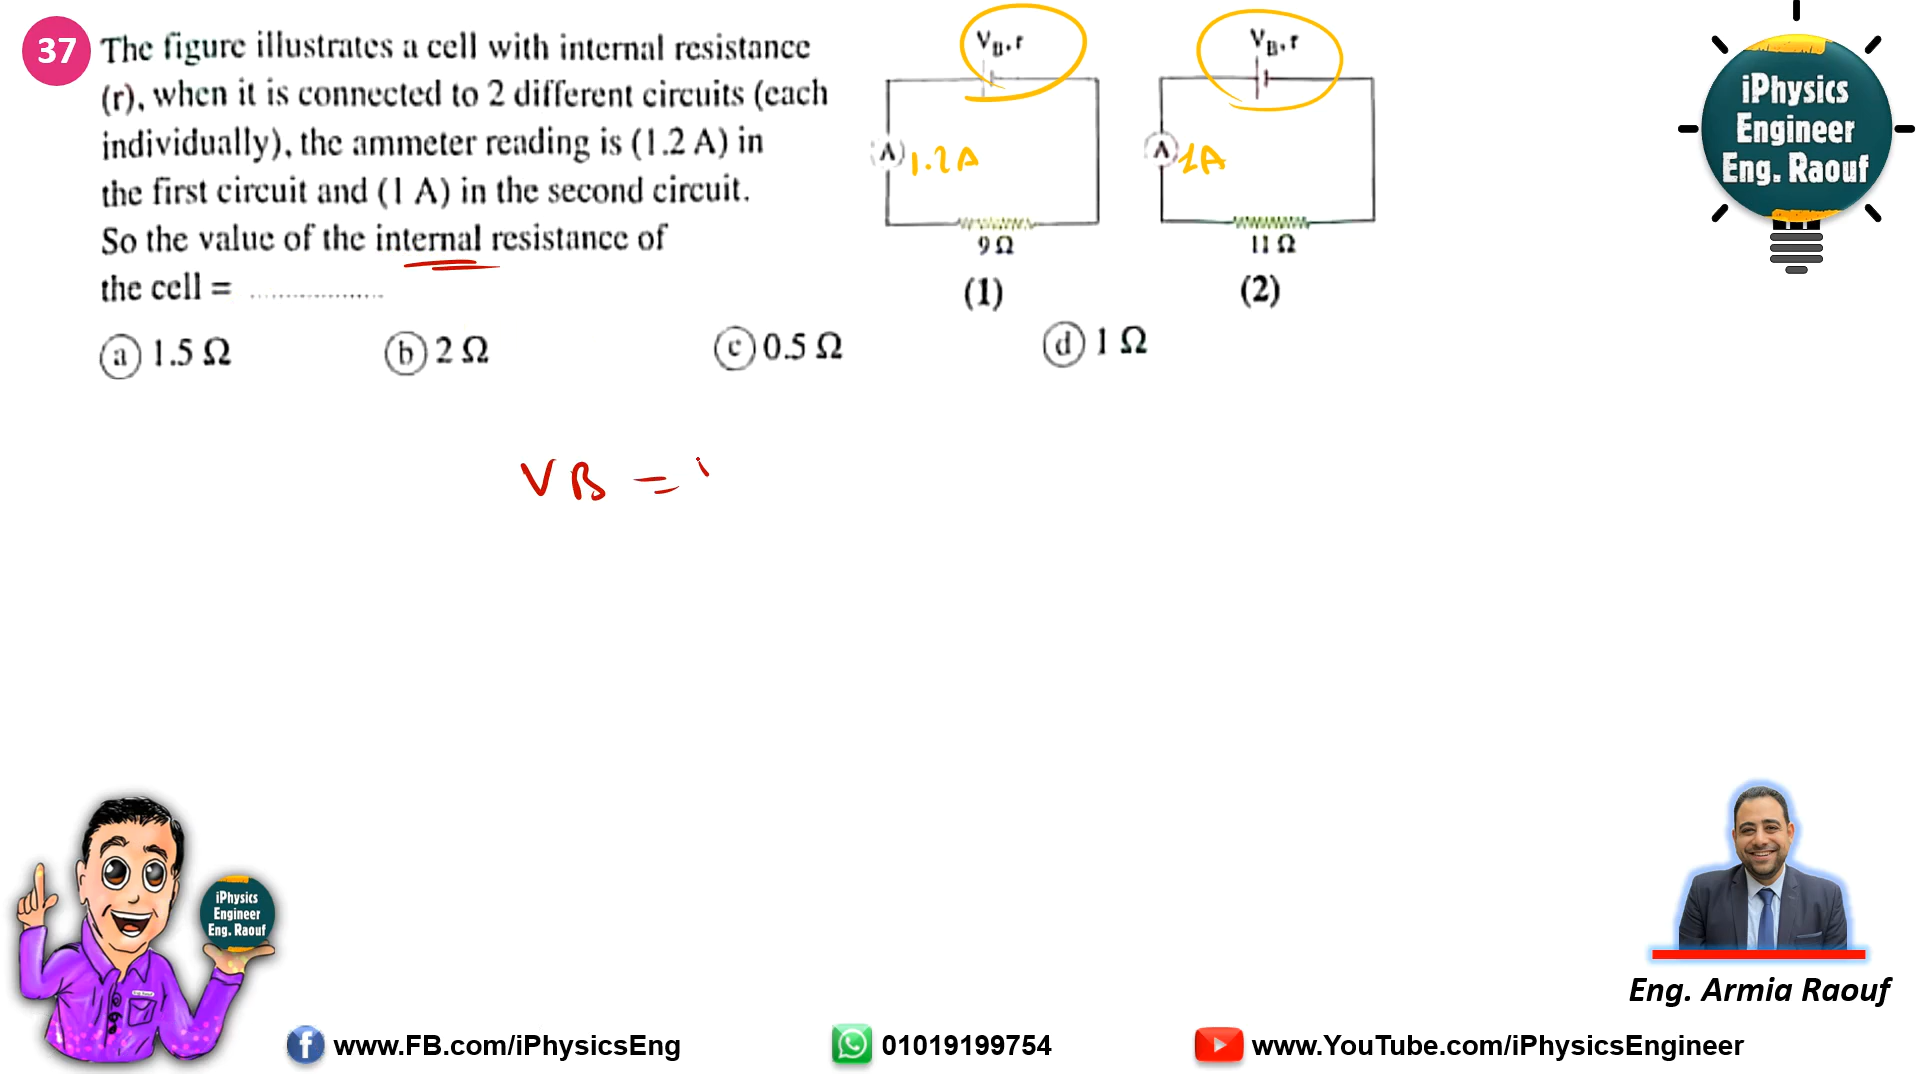 37 The figure illustrates a cell with internal resistance
(r), when it is connected to 2 different circuits (each
individually), the ammeter reading is (1.2 A) in
the first circuit and (1 A) in the second circuit.
So the value of the internal resistance of
the cell = ..................
a 1.5 Ω b 2 Ω c 0.5 Ω d 1 Ω
VB, r
A 1.2A
9 Ω
(1)
VB, r
A 1A
11 Ω
(2)
VB =
iPhysics
Engineer
Eng. Raouf
iPhysics
Engineer
Eng. Raouf
Eng. Armia Raouf
www.FB.com/iPhysicsEng
01019199754
www.YouTube.com/iPhysicsEngineer